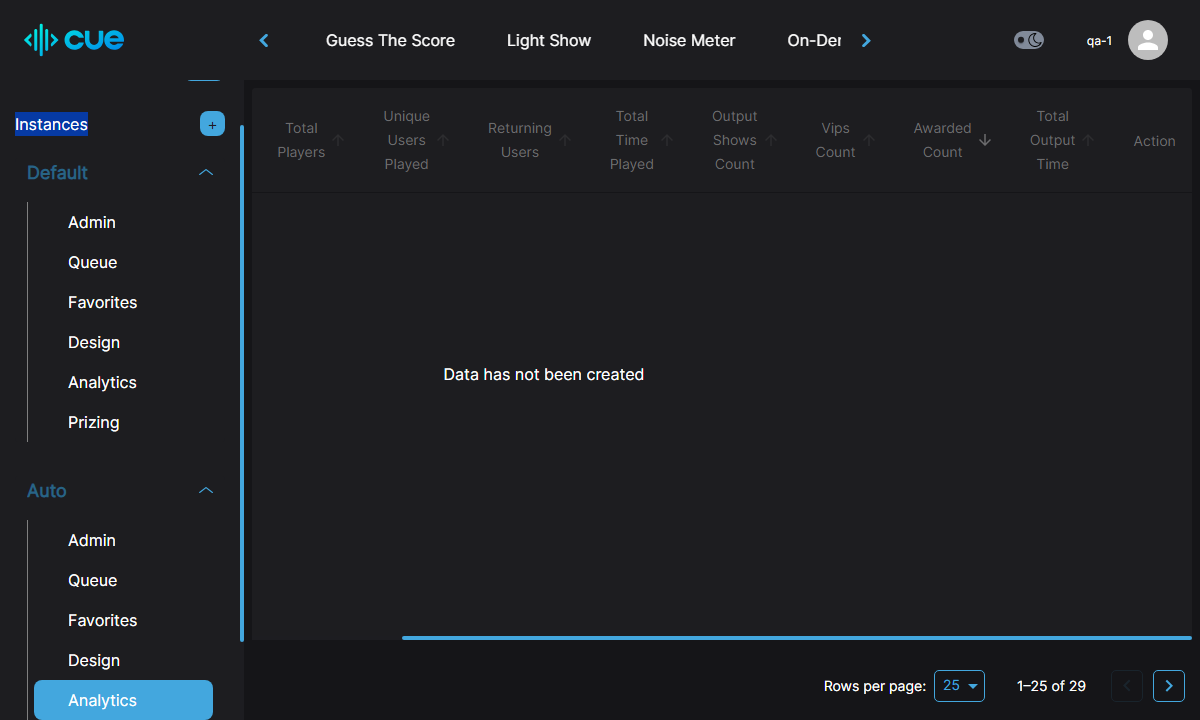 cue
Guess The Score
Light Show
Noise Meter
On-Der
qa-1
Instances
+
Default
Admin
Queue
Favorites
Design
Analytics
Prizing
Auto
Admin
Queue
Favorites
Design
Analytics
Total
Players
Unique
Users
Played
Returning
Users
Total
Time
Played
Output
Shows
Count
Vips
Count
Awarded
Count
Total
Output
Time
Action
Data has not been created
Rows per page: 25
1–25 of 29